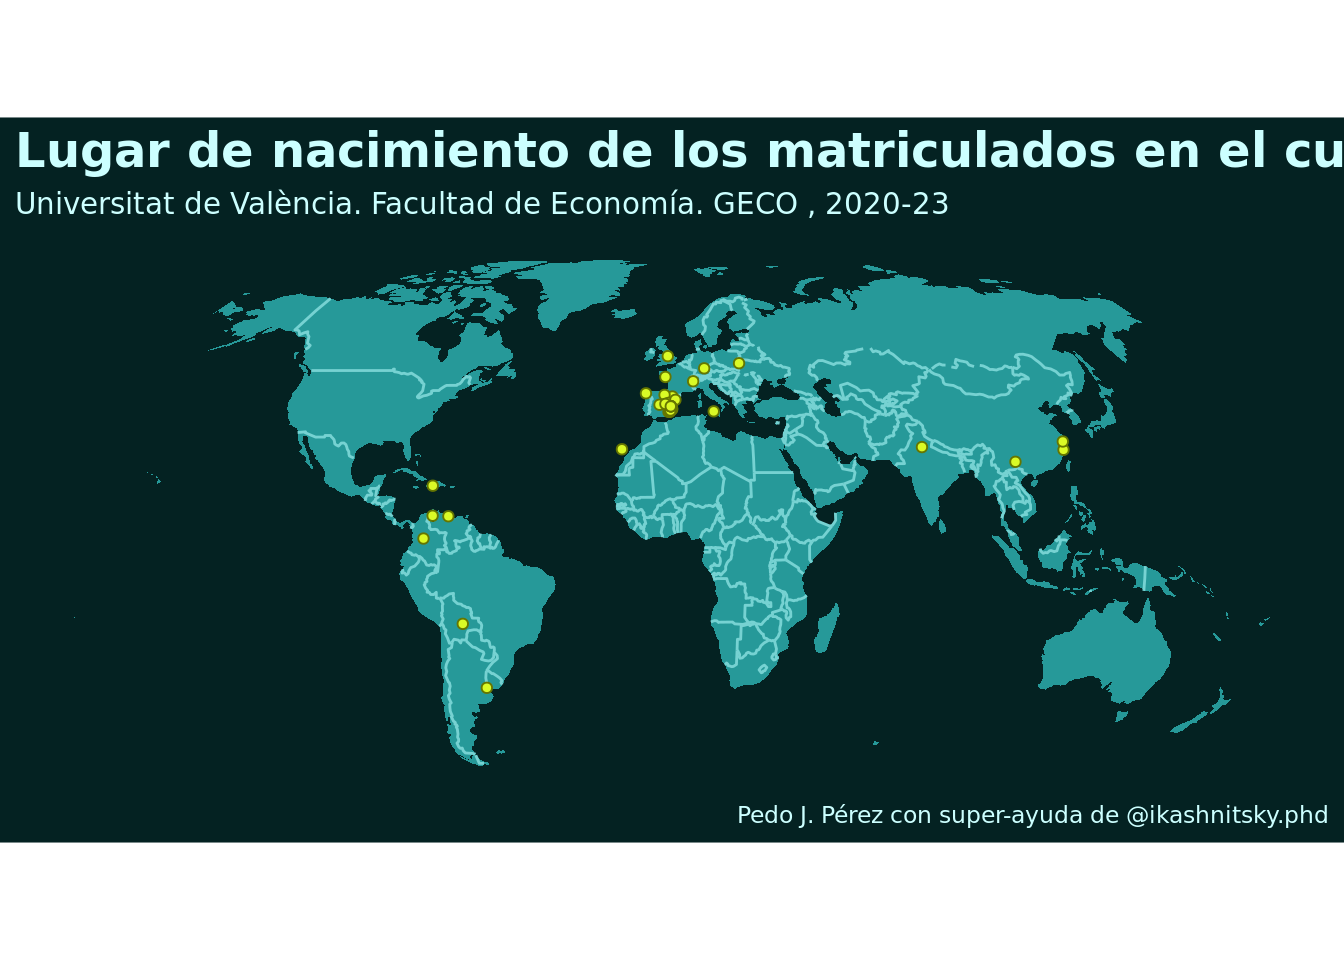 Lugar de nacimiento de los matriculados en el cu
Universitat de València. Facultad de Economía. GECO , 2020-23
Pedo J. Pérez con super-ayuda de @ikashnitsky.phd